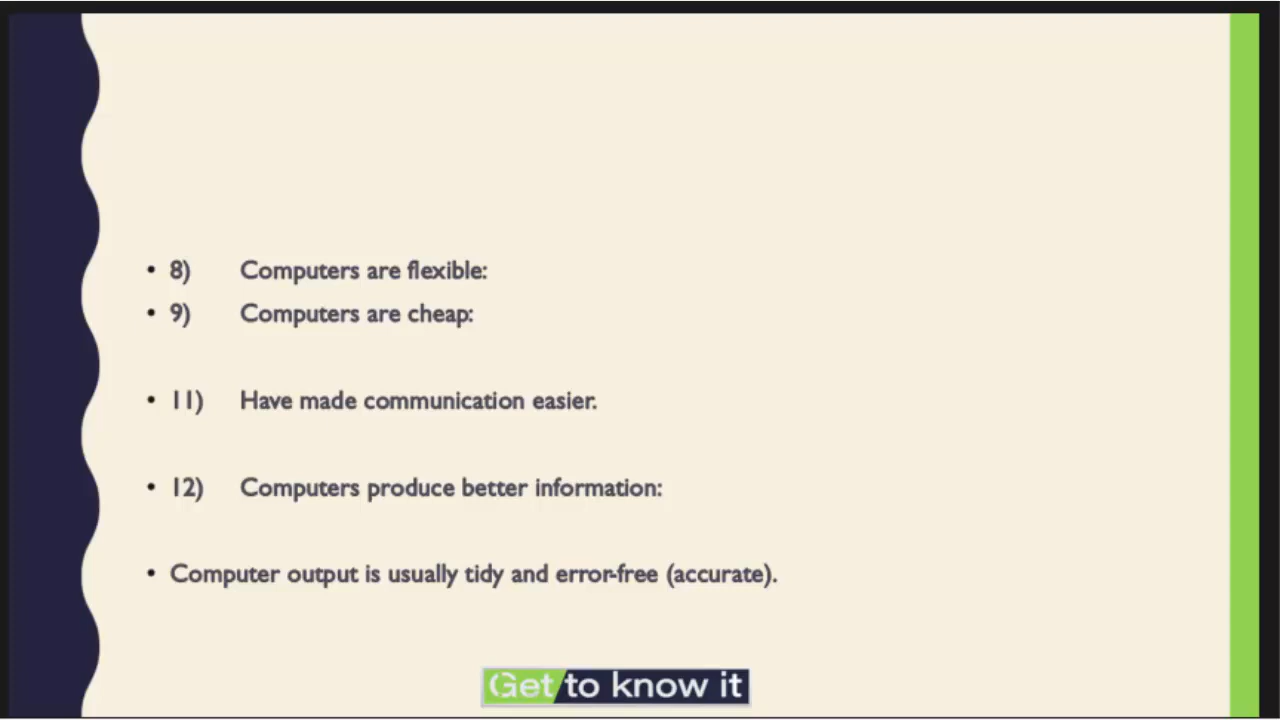 • 8) Computers are flexible:
• 9) Computers are cheap:
• 11) Have made communication easier.
• 12) Computers produce better information:
• Computer output is usually tidy and error-free (accurate).
Get to know it